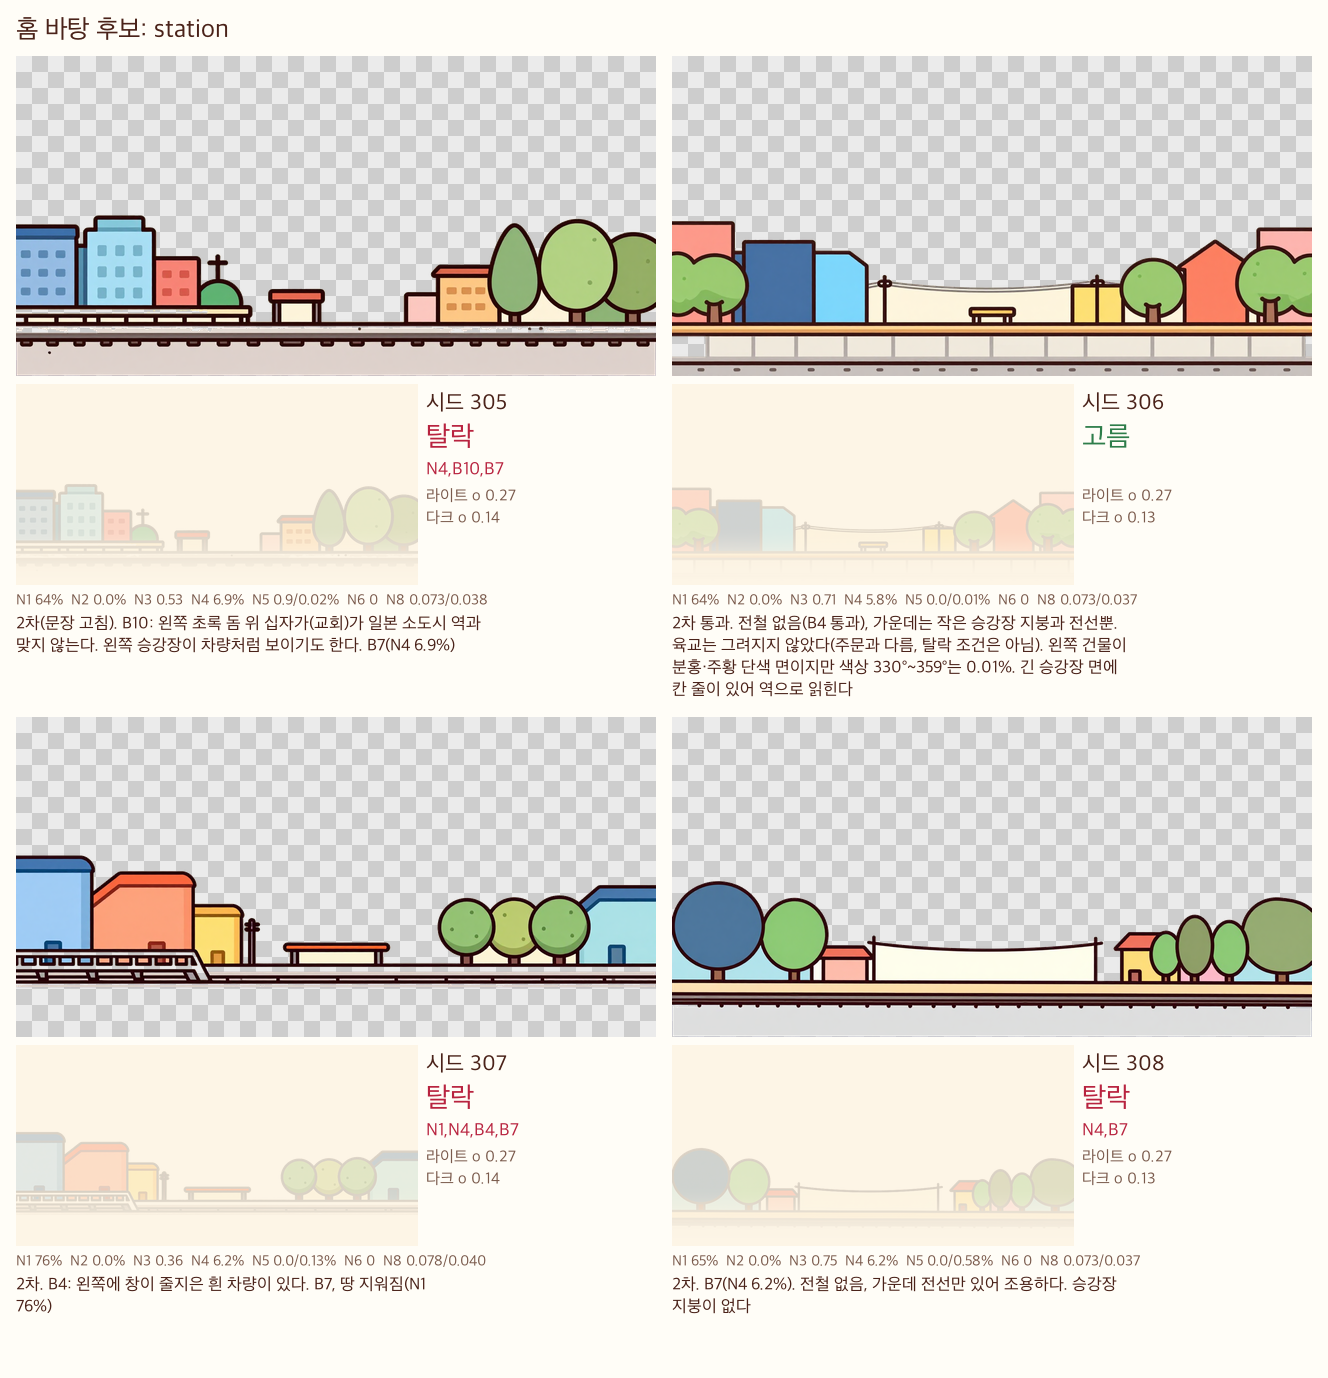 홈 바탕 후보: station
시드 305
탈락
N4,B10,B7
라이트 o 0.27
다크 o 0.14
N1 64% N2 0.0% N3 0.53 N4 6.9% N5 0.9/0.02% N6 0 N8 0.073/0.038
2차(문장 고침). B10: 왼쪽 초록 돔 위 십자가(교회)가 일본 소도시 역과
맞지 않는다. 왼쪽 승강장이 차량처럼 보이기도 한다. B7(N4 6.9%)
시드 306
고름
라이트 o 0.27
다크 o 0.13
N1 64% N2 0.0% N3 0.71 N4 5.8% N5 0.0/0.01% N6 0 N8 0.073/0.037
2차 통과. 전철 없음(B4 통과), 가운데는 작은 승강장 지붕과 전선뿐.
육교는 그려지지 않았다(주문과 다름, 탈락 조건은 아님). 왼쪽 건물이
분홍·주황 단색 면이지만 색상 330°~359°는 0.01%. 긴 승강장 면에
칸 줄이 있어 역으로 읽힌다
시드 307
탈락
N1,N4,B4,B7
라이트 o 0.27
다크 o 0.14
N1 76% N2 0.0% N3 0.36 N4 6.2% N5 0.0/0.13% N6 0 N8 0.078/0.040
2차. B4: 왼쪽에 창이 줄지은 흰 차량이 있다. B7, 땅 지워짐(N1
76%)
시드 308
탈락
N4,B7
라이트 o 0.27
다크 o 0.13
N1 65% N2 0.0% N3 0.75 N4 6.2% N5 0.0/0.58% N6 0 N8 0.073/0.037
2차. B7(N4 6.2%). 전철 없음, 가운데 전선만 있어 조용하다. 승강장
지붕이 없다